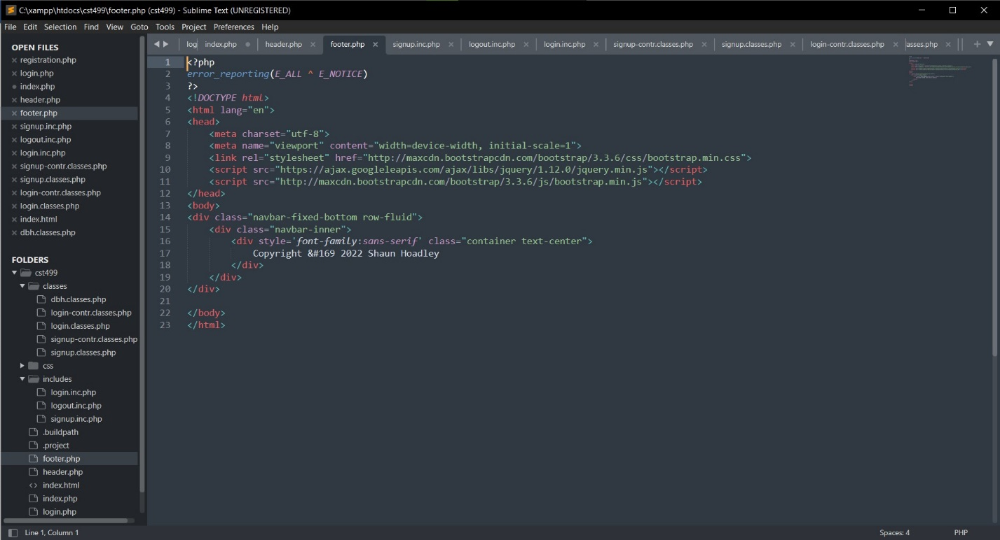 C:\xampp\htdocs\cst499\footer.php (cst499) - Sublime Text (UNREGISTERED)
File Edit Selection Find View Goto Tools Project Preferences Help
OPEN FILES
registration.php
login.php
index.php
header.php
footer.php
signup.inc.php
logout.inc.php
login.inc.php
signup-contr.classes.php
signup.classes.php
login-contr.classes.php
login.classes.php
index.html
dbh.classes.php
FOLDERS
cst499
classes
dbh.classes.php
login-contr.classes.php
login.classes.php
signup-contr.classes.php
signup.classes.php
css
includes
login.inc.php
logout.inc.php
signup.inc.php
.buildpath
.project
footer.php
header.php
index.html
index.php
login.php
log index.php header.php footer.php signup.inc.php logout.inc.php login.inc.php signup-contr.classes.php signup.classes.php login-contr.classes.php asses.php
1 <?php
2 error_reporting(E_ALL ^ E_NOTICE)
3 ?>
4 <!DOCTYPE html>
5 <html lang="en">
6 <head>
7 <meta charset="utf-8">
8 <meta name="viewport" content="width=device-width, initial-scale=1">
9 <link rel="stylesheet" href="http://maxcdn.bootstrapcdn.com/bootstrap/3.3.6/css/bootstrap.min.css">
10 <script src="https://ajax.googleleapis.com/ajax/libs/jquery/1.12.0/jquery.min.js"></script>
11 <script src="http://maxcdn.bootstrapcdn.com/bootstrap/3.3.6/js/bootstrap.min.js"></script>
12 </head>
13 <body>
14 <div class="navbar-fixed-bottom row-fluid">
15 <div class="navbar-inner">
16 <div style='font-family:sans-serif' class="container text-center">
17 Copyright &#169 2022 Shaun Hoadley
18 </div>
19 </div>
20 </div>
21
22 </body>
23 </html>
Line 1, Column 1 Spaces: 4 PHP